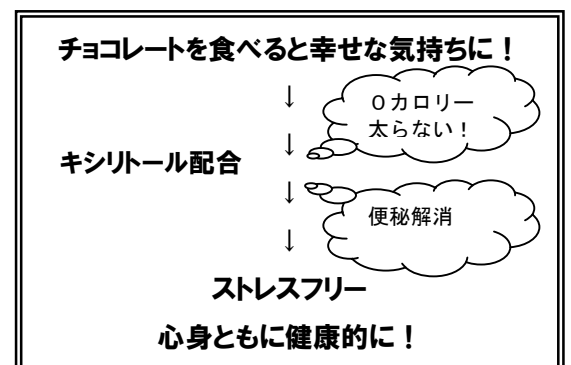 チョコレートを食べると幸せな気持ちに！
↓
０カロリー
太らない！
↓
キシリトール配合
↓
便秘解消
↓
ストレスフリー
心身ともに健康的に！